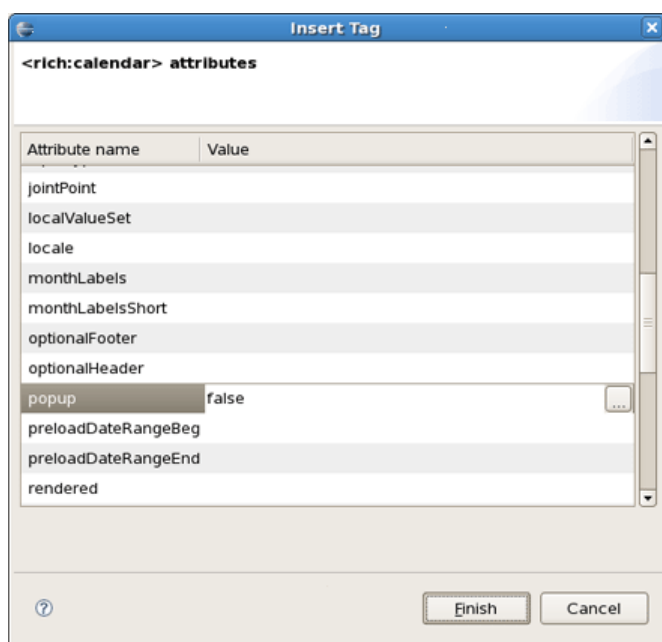 Insert Tag
<rich:calendar> attributes
Attribute name Value
jointPoint
localValueSet
locale
monthLabels
monthLabelsShort
optionalFooter
optionalHeader
popup false ...
preloadDateRangeBeg
preloadDateRangeEnd
rendered
Finish Cancel